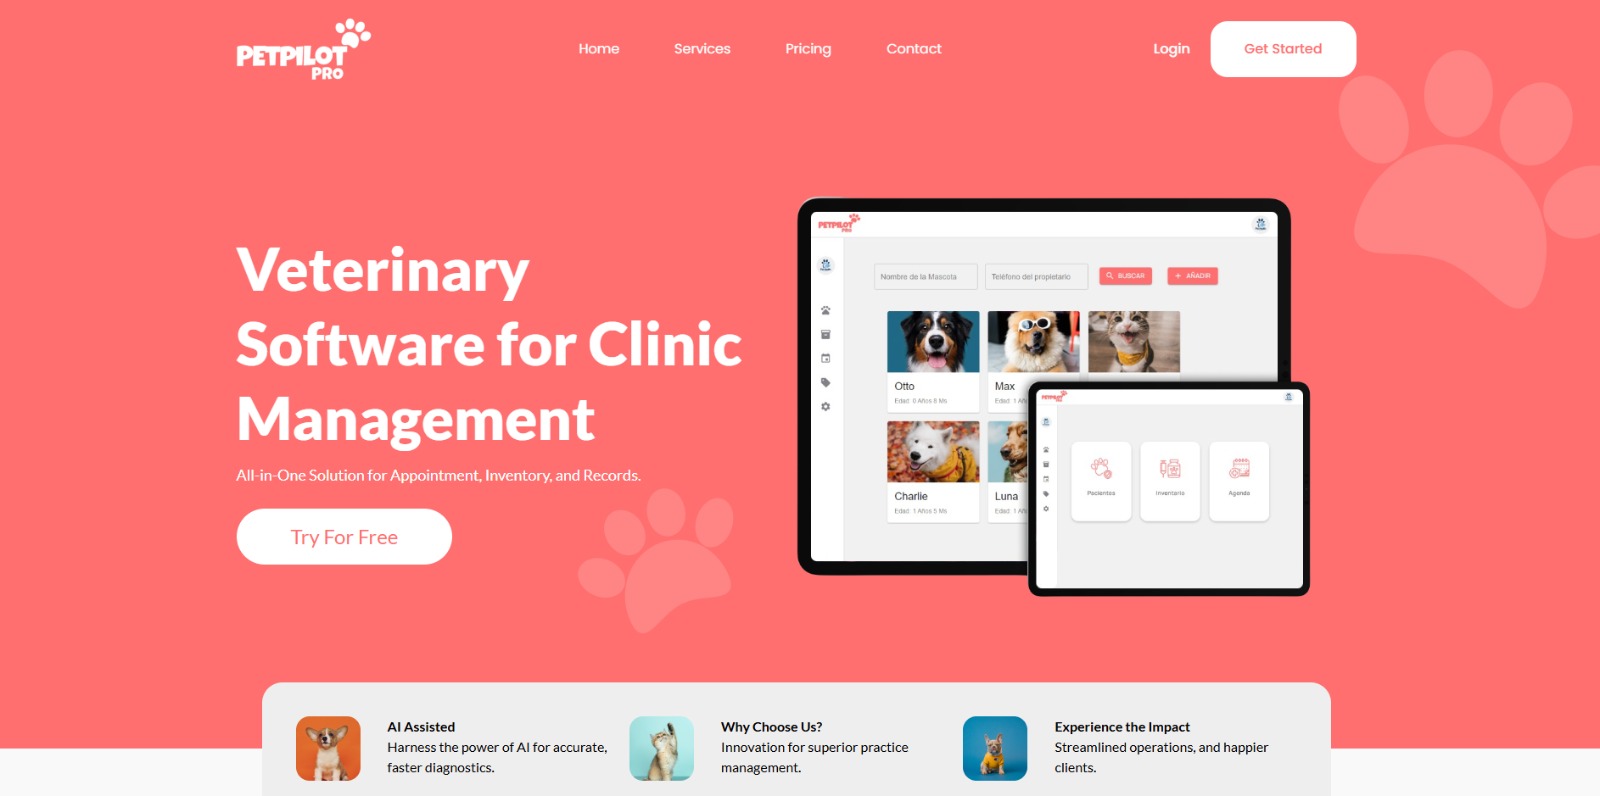 PETPILOT
PRO
Home
Services
Pricing
Contact
Login
Get Started
Veterinary
Software for Clinic
Management
All-in-One Solution for Appointment, Inventory, and Records.
Try For Free
PETPILOT
PRO
Nombre de la Mascota
Teléfono del propietario
BUSCAR
+ AÑADIR
Otto
Edad: 0 Años 8 Ms
Max
Edad: 1 Año
Charlie
Edad: 1 Años 5 Ms
Luna
Edad: 1 Año
PETPILOT
PRO
Pacientes
Inventario
Agenda
AI Assisted
Harness the power of AI for accurate,
faster diagnostics.
Why Choose Us?
Innovation for superior practice
management.
Experience the Impact
Streamlined operations, and happier
clients.